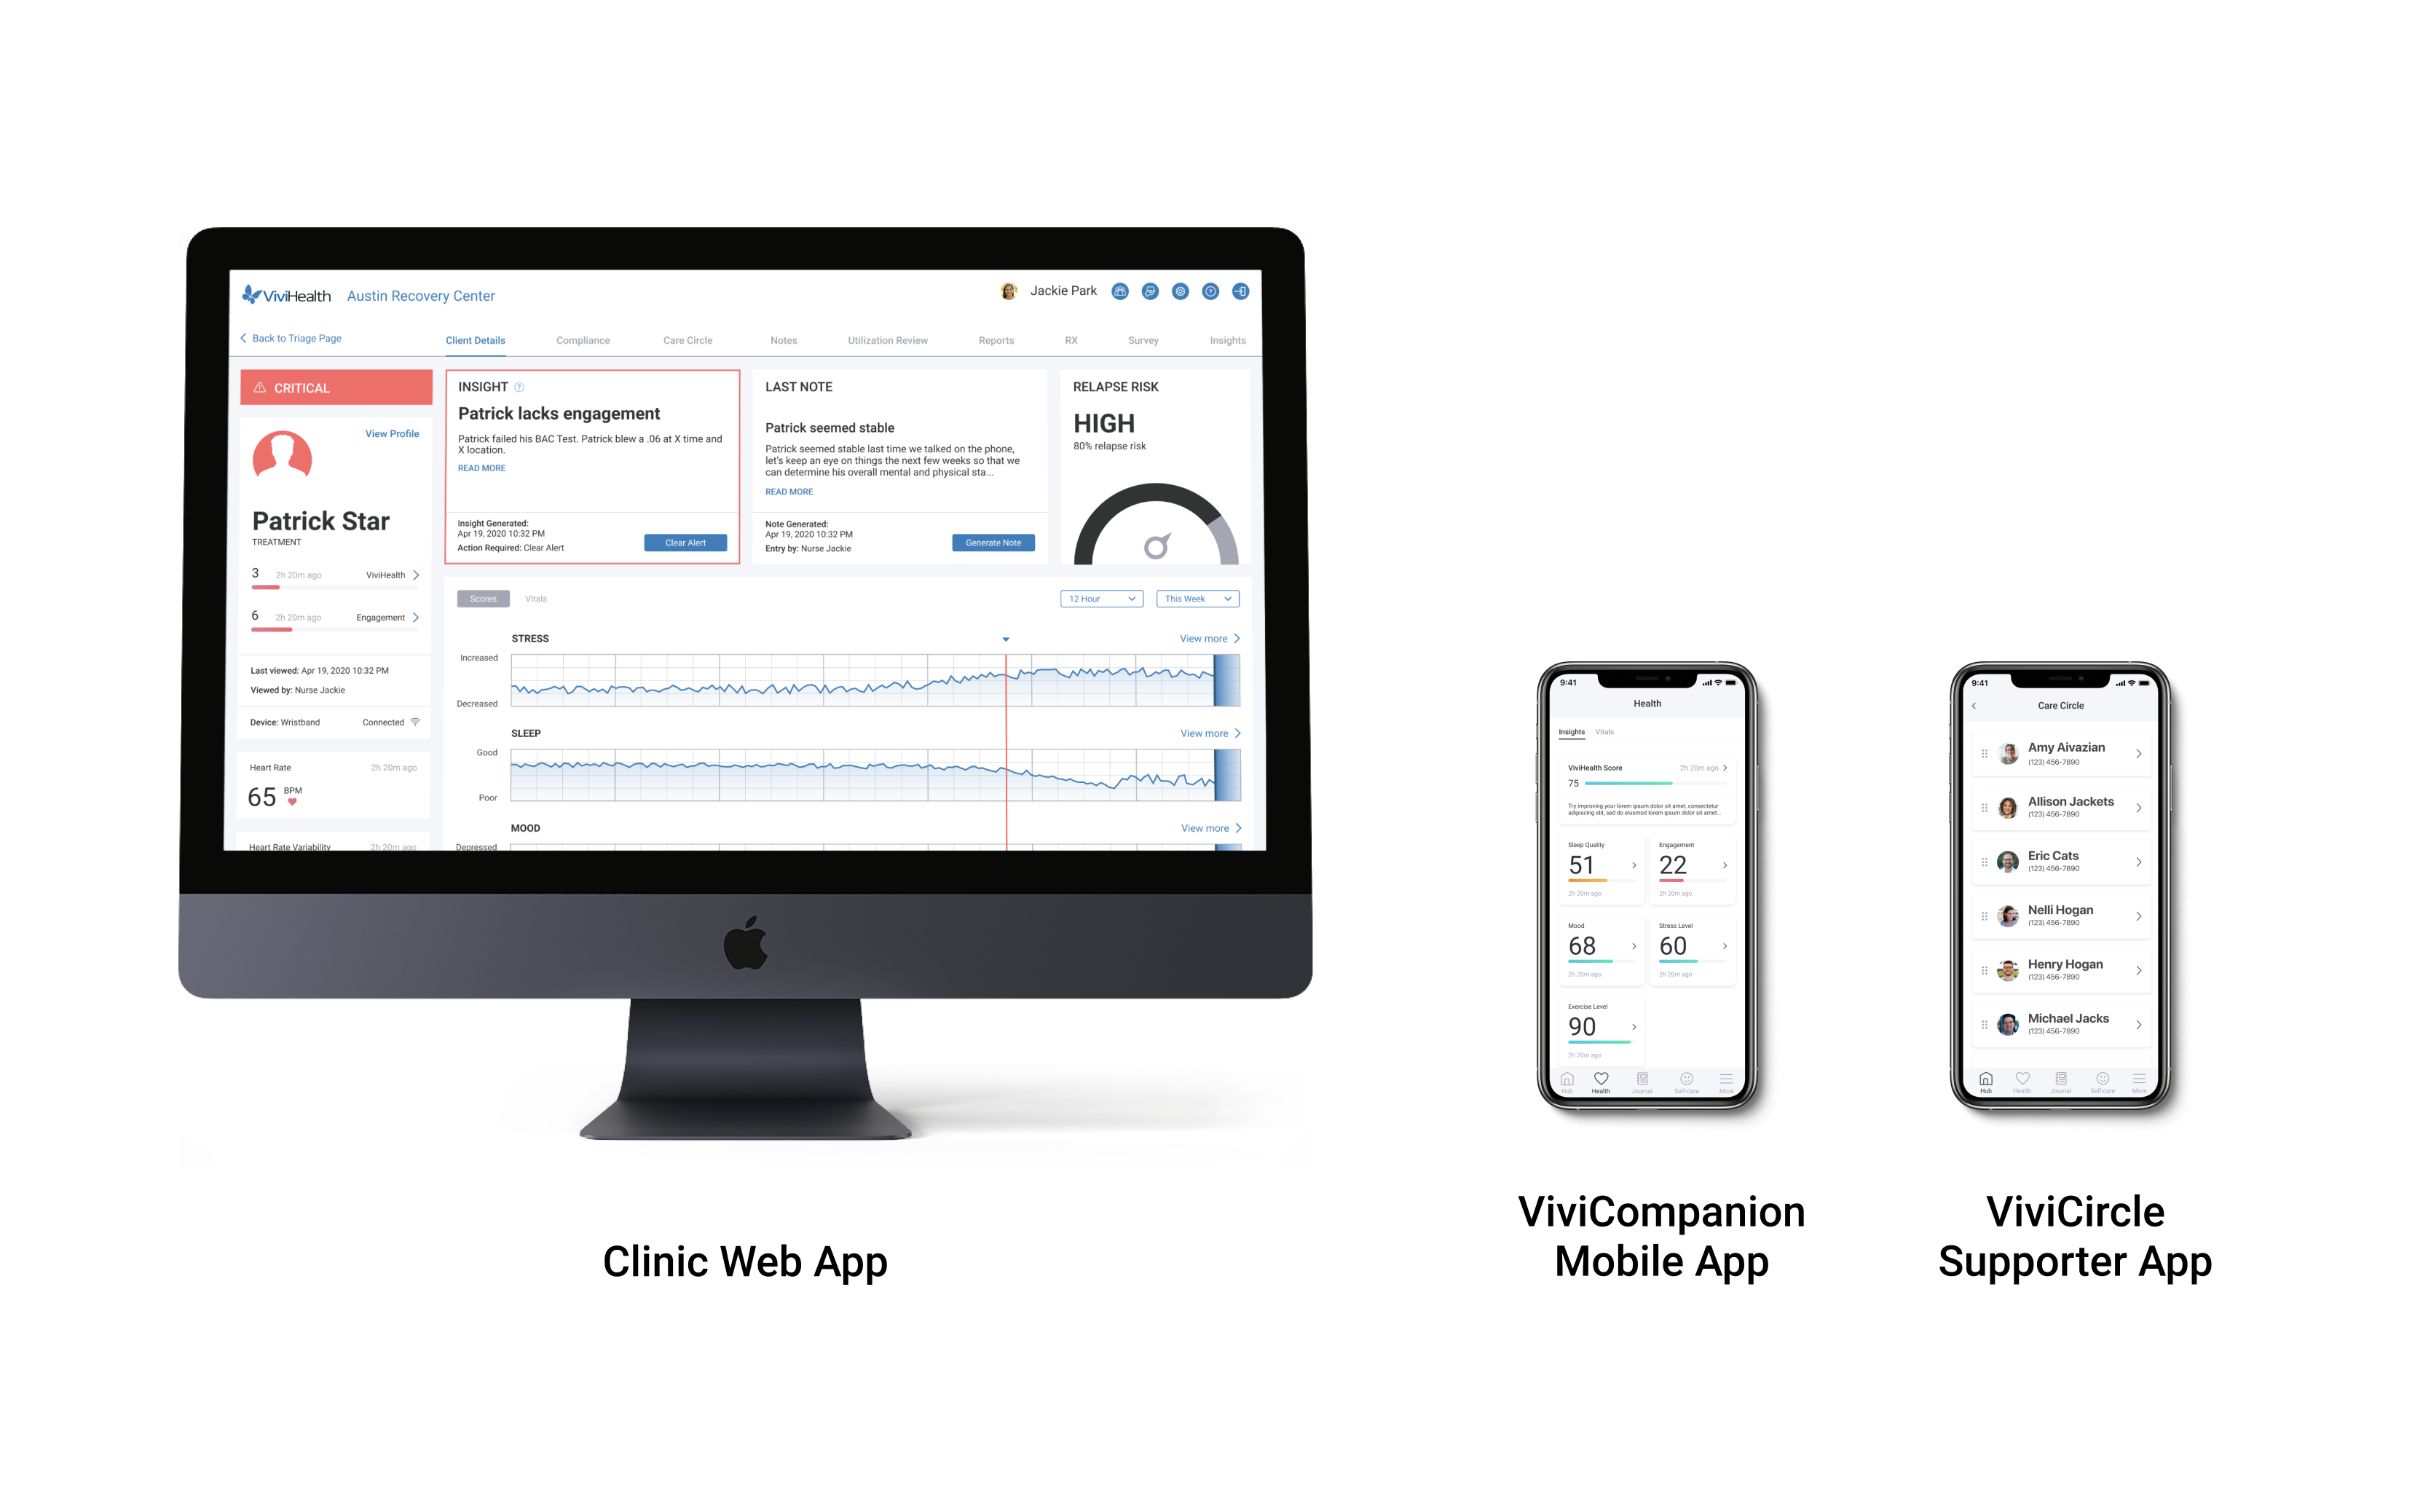 ViviHealth
Austin Recovery Center
Jackie Park
Back to Triage Page
Client Details
Compliance
Care Circle
Notes
Utilization Review
Reports
RX
Survey
Insights
CRITICAL
View Profile
Patrick Star
TREATMENT
3 2h 20m ago ViviHealth
6 2h 20m ago Engagement
Last viewed: Apr 19, 2020 10:32 PM
Viewed by: Nurse Jackie
Device: Wristband Connected
Heart Rate 2h 20m ago
65 BPM
Heart Rate Variability 2h 20m ago
INSIGHT ?
Patrick lacks engagement
Patrick failed his BAC Test. Patrick blew a .06 at X time and
X location.
READ MORE
Insight Generated:
Apr 19, 2020 10:32 PM
Action Required: Clear Alert
Clear Alert
LAST NOTE
Patrick seemed stable
Patrick seemed stable last time we talked on the phone,
let's keep an eye on things the next few weeks so that we
can determine his overall mental and physical sta...
READ MORE
Note Generated:
Apr 19, 2020 10:32 PM
Entry by: Nurse Jackie
Generate Note
RELAPSE RISK
HIGH
80% relapse risk
Scores
Vitals
12 Hour
This Week
STRESS
View more
Increased
Decreased
SLEEP
View more
Good
Poor
MOOD
View more
Depressed
Clinic Web App
9:41
Health
Insights Vitals
ViviHealth Score 2h 20m ago
75
Try improving your lorem ipsum dolor sit amet, consectetur
adipiscing elit, sed do eiusmod lorem ipsum dolor sit amet...
Sleep Quality
51
2h 20m ago
Engagement
22
2h 20m ago
Mood
68
2h 20m ago
Stress Level
60
2h 20m ago
Exercise Level
90
2h 20m ago
Hub Health Journal Self-care More
ViviCompanion
Mobile App
9:41
Care Circle
Amy Aivazian
(123) 456-7890
Allison Jackets
(123) 456-7890
Eric Cats
(123) 456-7890
Nelli Hogan
(123) 456-7890
Henry Hogan
(123) 456-7890
Michael Jacks
(123) 456-7890
Hub Health Journal Self-care More
ViviCircle
Supporter App